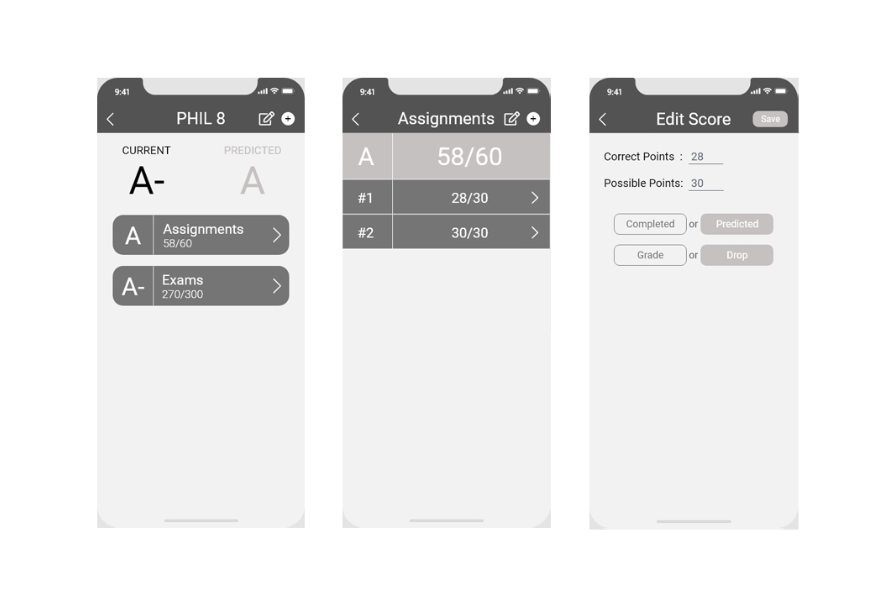 9:41
PHIL 8
CURRENT PREDICTED
A- A
A Assignments
58/60
A- Exams
270/300
9:41
Assignments
A 58/60
#1 28/30
#2 30/30
9:41
Edit Score Save
Correct Points : 28
Possible Points: 30
Completed or Predicted
Grade or Drop